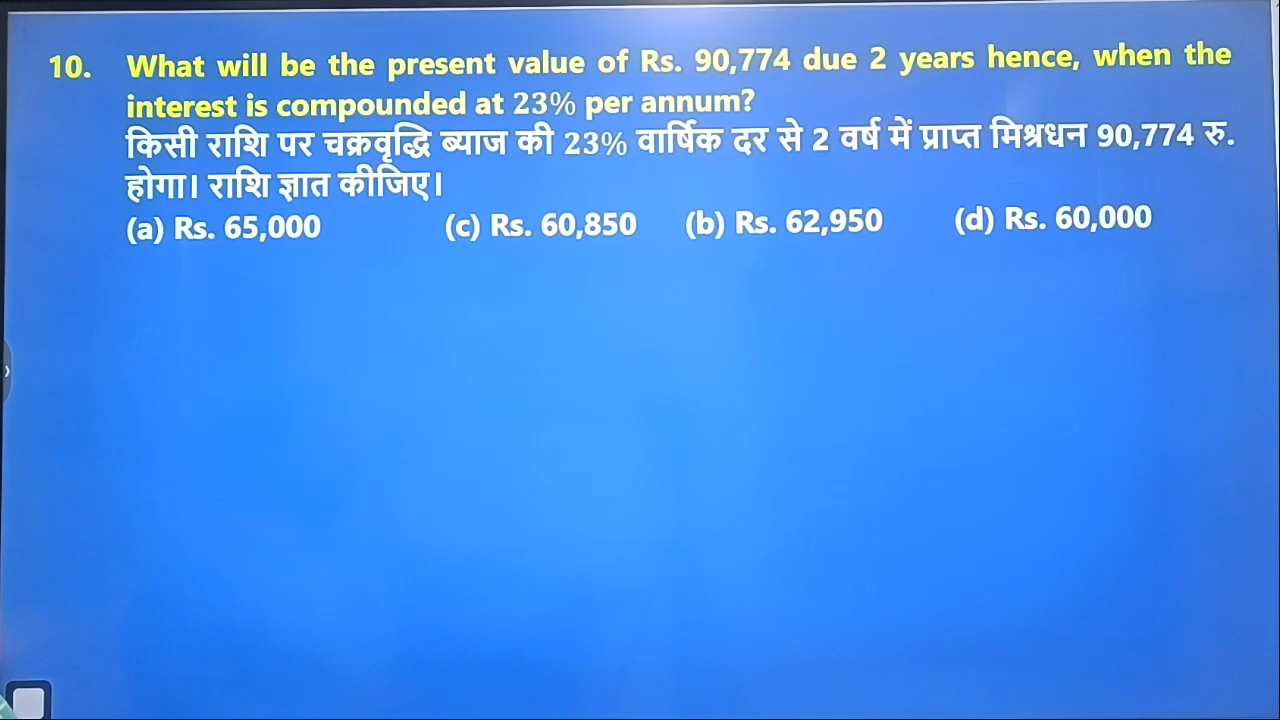 10. What will be the present value of Rs. 90,774 due 2 years hence, when the
interest is compounded at 23% per annum?
किसी राशि पर चक्रवृद्धि ब्याज की 23% वार्षिक दर से 2 वर्ष में प्राप्त मिश्रधन 90,774 रु.
होगा। राशि ज्ञात कीजिए।
(a) Rs. 65,000 (c) Rs. 60,850 (b) Rs. 62,950 (d) Rs. 60,000